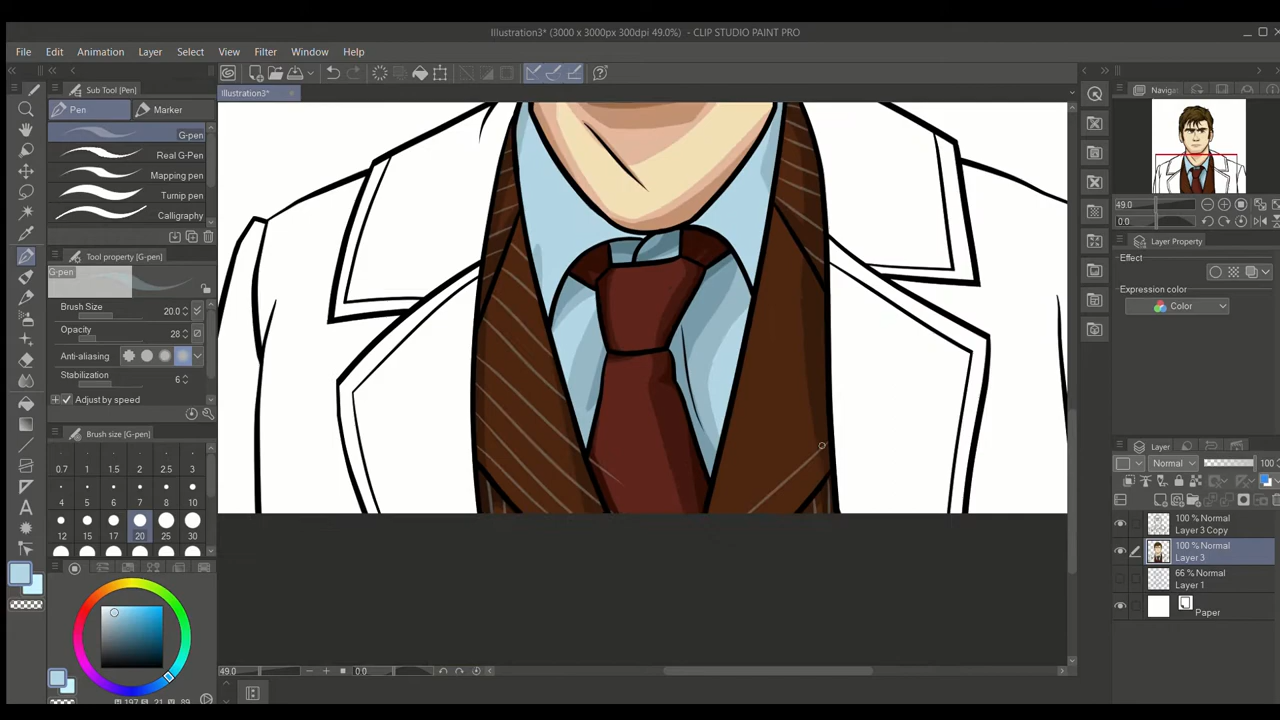 Illustration3* (3000 x 3000px 300dpi 49.0%) - CLIP STUDIO PAINT PRO
File Edit Animation Layer Select View Filter Window Help
Sub Tool [Pen]
Pen Marker
G-pen
Real G-Pen
Mapping pen
Turnip pen
Calligraphy
Tool property [G-pen]
G-pen
Brush Size 20.0
Opacity 28
Anti-aliasing
Stabilization 6
Adjust by speed
Brush size [G-pen]
0.7 1 1.5 2 2.5 3
4 5 6 7 8 10
12 15 17 20 25 30
Illustration3*
49.0 0.0
Naviga
49.0
0.0
Layer Property
Effect
Expression color
Color
Layer
Normal 100
100 % Normal
Layer 3 Copy
100 % Normal
Layer 3
66 % Normal
Layer 1
Paper